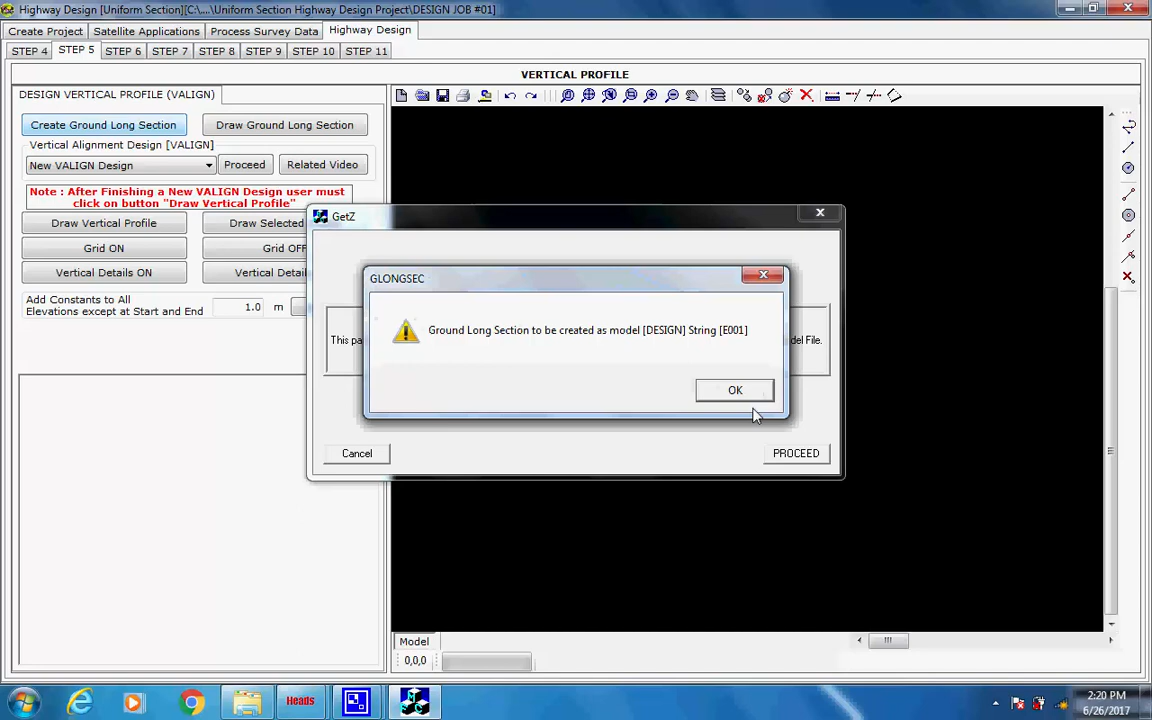 Highway Design [Uniform Section][C:\...\Uniform Section Highway Design Project\DESIGN JOB #01]
Create Project Satellite Applications Process Survey Data Highway Design
STEP 4 STEP 5 STEP 6 STEP 7 STEP 8 STEP 9 STEP 10 STEP 11
VERTICAL PROFILE
DESIGN VERTICAL PROFILE (VALIGN)
Create Ground Long Section Draw Ground Long Section
Vertical Alignment Design [VALIGN]
New VALIGN Design Proceed Related Video
Note : After Finishing a New VALIGN Design user must
click on button "Draw Vertical Profile"
Draw Vertical Profile Draw Selected
Grid ON Grid OFF
Vertical Details ON Vertical Detai
Add Constants to All
Elevations except at Start and End 1.0 m
GetZ
GLONGSEC
Ground Long Section to be created as model [DESIGN] String [E001]
OK
This pa
del File.
Cancel PROCEED
Model
0,0,0
Heads
2:20 PM
6/26/2017